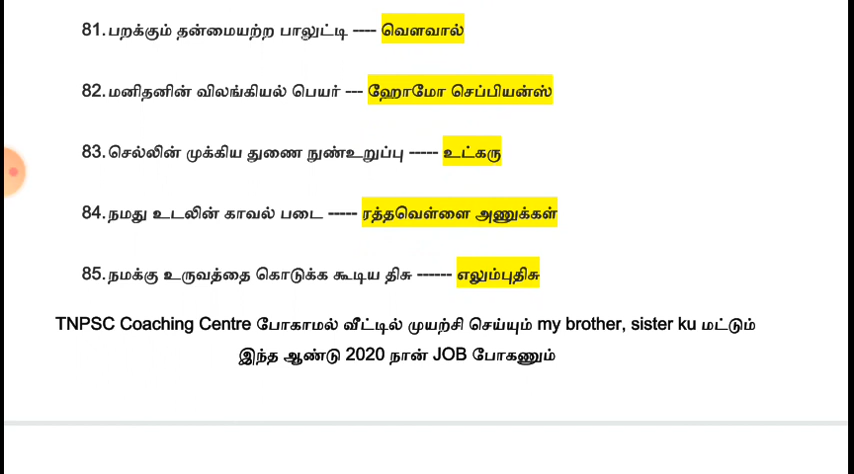 81.பறக்கும் தன்மையற்ற பாலுட்டி ---- வெளவால்
82.மனிதனின் விலங்கியல் பெயர் --- ஹோமோ செப்பியன்ஸ்
83.செல்லின் முக்கிய துணை நுண்உறுப்பு ----- உட்கரு
84.நமது உடலின் காவல் படை ----- ரத்தவெள்ளை அணுக்கள்
85.நமக்கு உருவத்தை கொடுக்க கூடிய திசு ------ எலும்புதிசு
TNPSC Coaching Centre போகாமல் வீட்டில் முயற்சி செய்யும் my brother, sister ku மட்டும்
இந்த ஆண்டு 2020 நான் JOB போகணும்